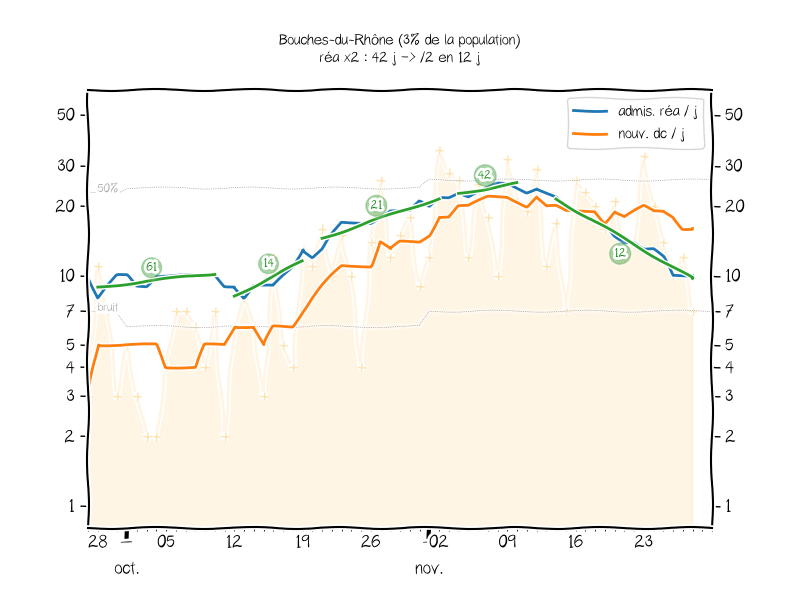 Bouches-du-Rhône (3% de la population)
réa x2 : 42 j -> /2 en 12 j
admis. réa / j
nouv. dc / j
50 50
30 30
20 20
10 10
7 7
5 5
4 4
3 3
2 2
1 1
50%
bruit
61
14
21
42
12
28 05 12 19 26 02 09 16 23
oct. nov.